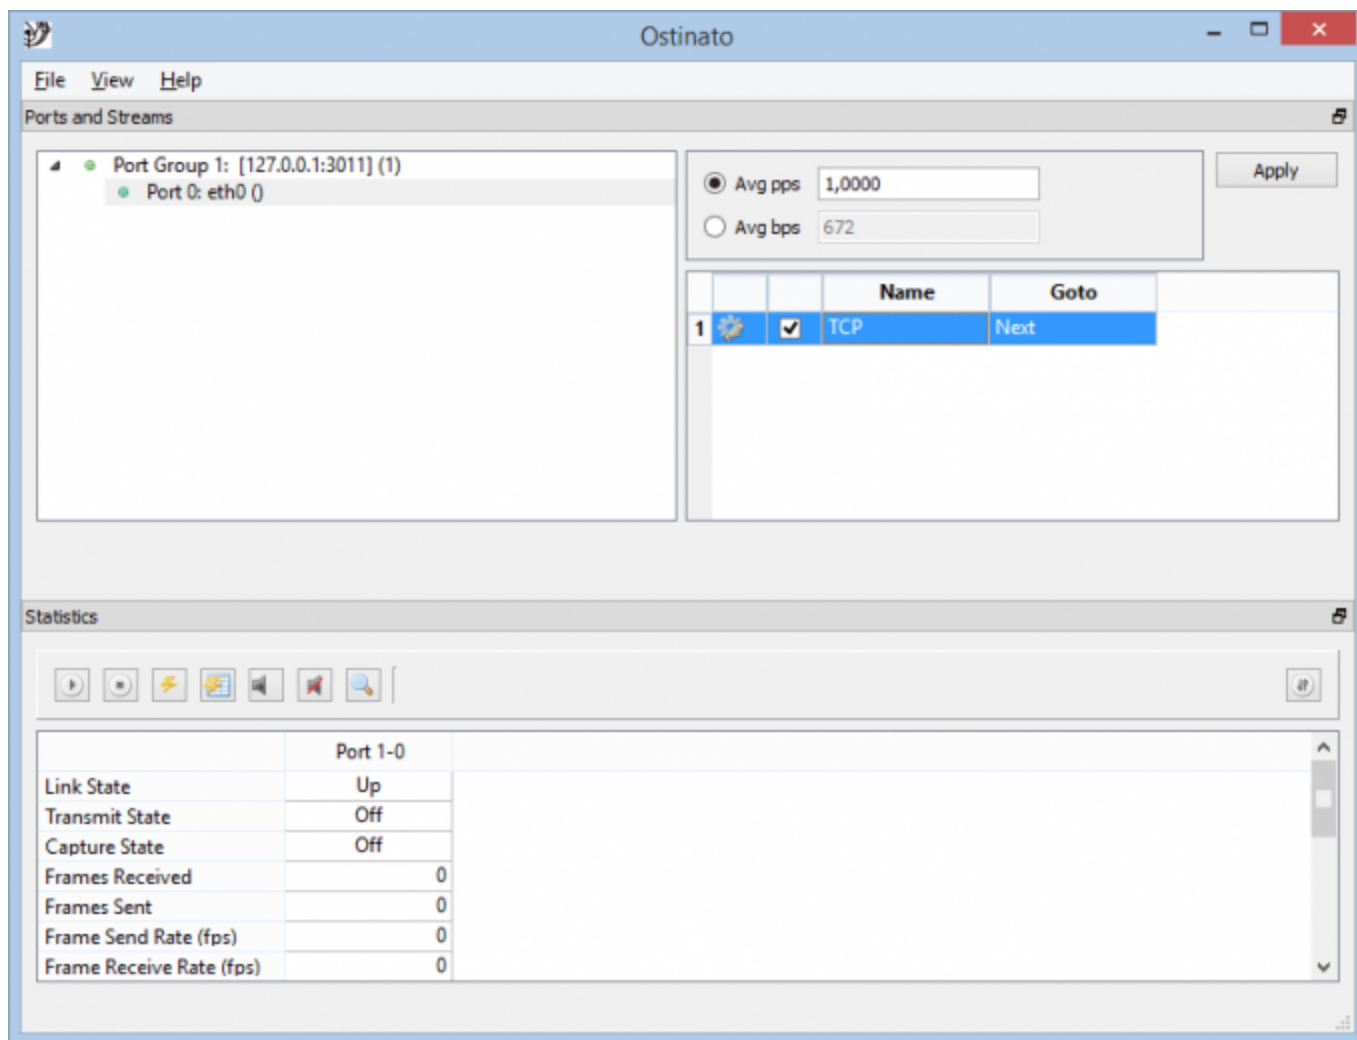 Ostinato
File View Help
Ports and Streams
Port Group 1: [127.0.0.1:3011] (1)
Port 0: eth0 ()
Avg pps 1,0000
Apply
Avg bps 672
Name Goto
1 TCP Next
Statistics
Port 1-0
Link State Up
Transmit State Off
Capture State Off
Frames Received 0
Frames Sent 0
Frame Send Rate (fps) 0
Frame Receive Rate (fps) 0